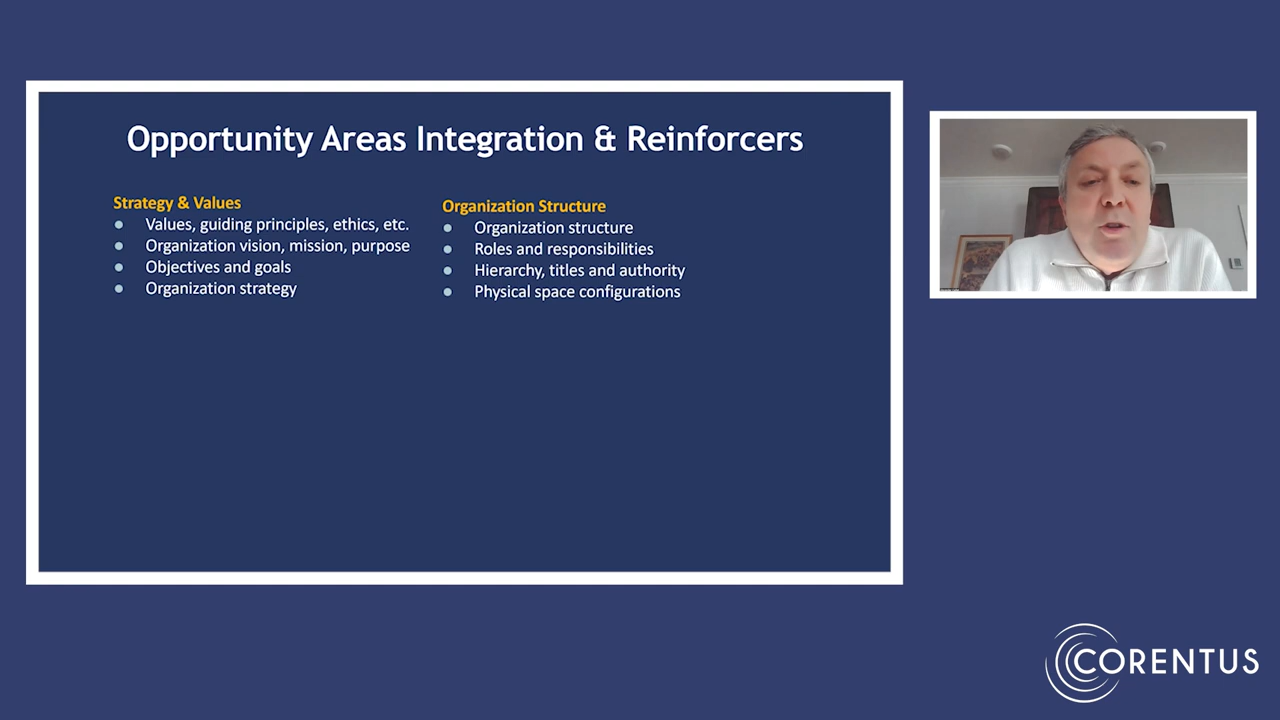 Opportunity Areas Integration & Reinforcers
Strategy & Values
Values, guiding principles, ethics, etc.
Organization vision, mission, purpose
Objectives and goals
Organization strategy
Organization Structure
Organization structure
Roles and responsibilities
Hierarchy, titles and authority
Physical space configurations
CORENTUS